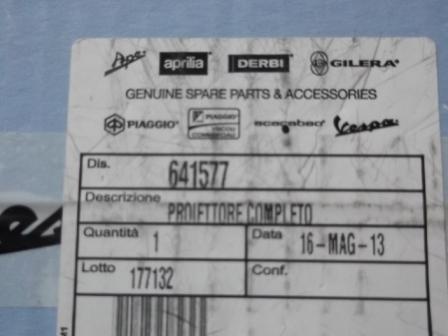 Ape aprilia DERBI GILERA
GENUINE SPARE PARTS & ACCESSORIES
PIAGGIO PIAGGIO VEICOLI COMMERCIALI scarabeo Vespa
Dis. 641577
Descrizione
PROIETTORE COMPLETO
Quantità 1 Data 16-MAG-13
Lotto 177132 Conf.